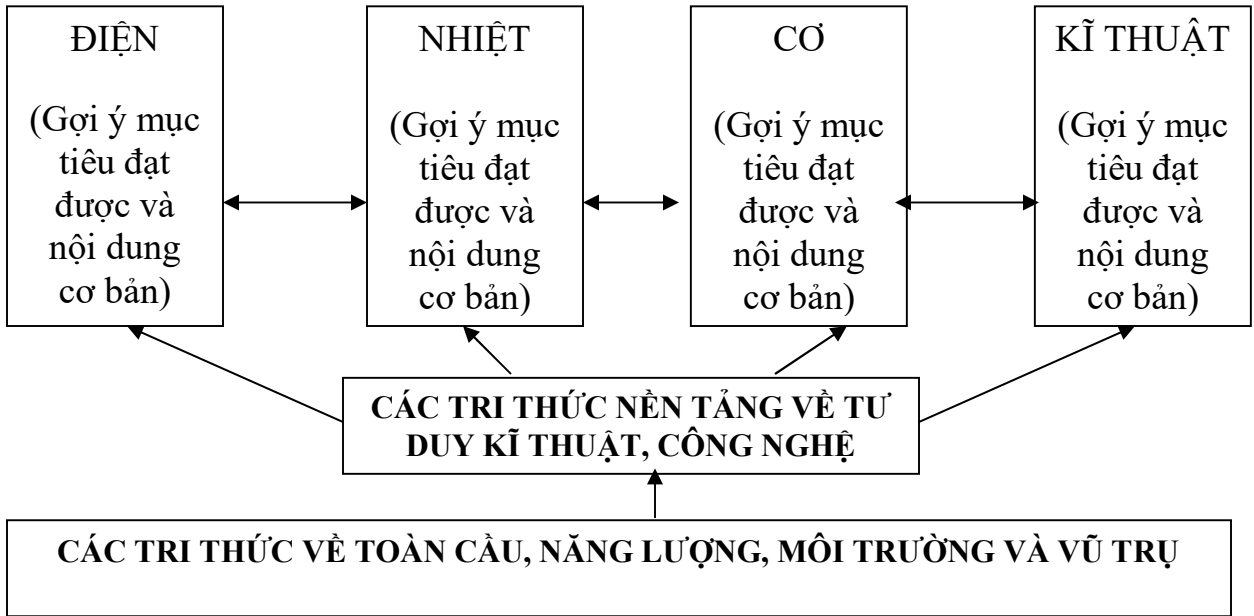 ĐIỆN
(Gợi ý mục
tiêu đạt
được và
nội dung
cơ bản)
NHIỆT
(Gợi ý mục
tiêu đạt
được và
nội dung
cơ bản)
CƠ
(Gợi ý mục
tiêu đạt
được và
nội dung
cơ bản)
KĨ THUẬT
(Gợi ý mục
tiêu đạt
được và
nội dung
cơ bản)
CÁC TRI THỨC NỀN TẢNG VỀ TƯ
DUY KĨ THUẬT, CÔNG NGHỆ
CÁC TRI THỨC VỀ TOÀN CẦU, NĂNG LƯỢNG, MÔI TRƯỜNG VÀ VŨ TRỤ